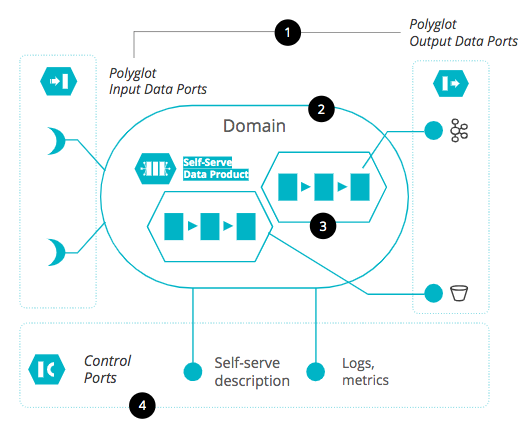 1
Polyglot
Output Data Ports
Polyglot
Input Data Ports
2
Domain
Self-Serve
Data Product
3
Control
Ports
Self-serve
description
Logs,
metrics
4